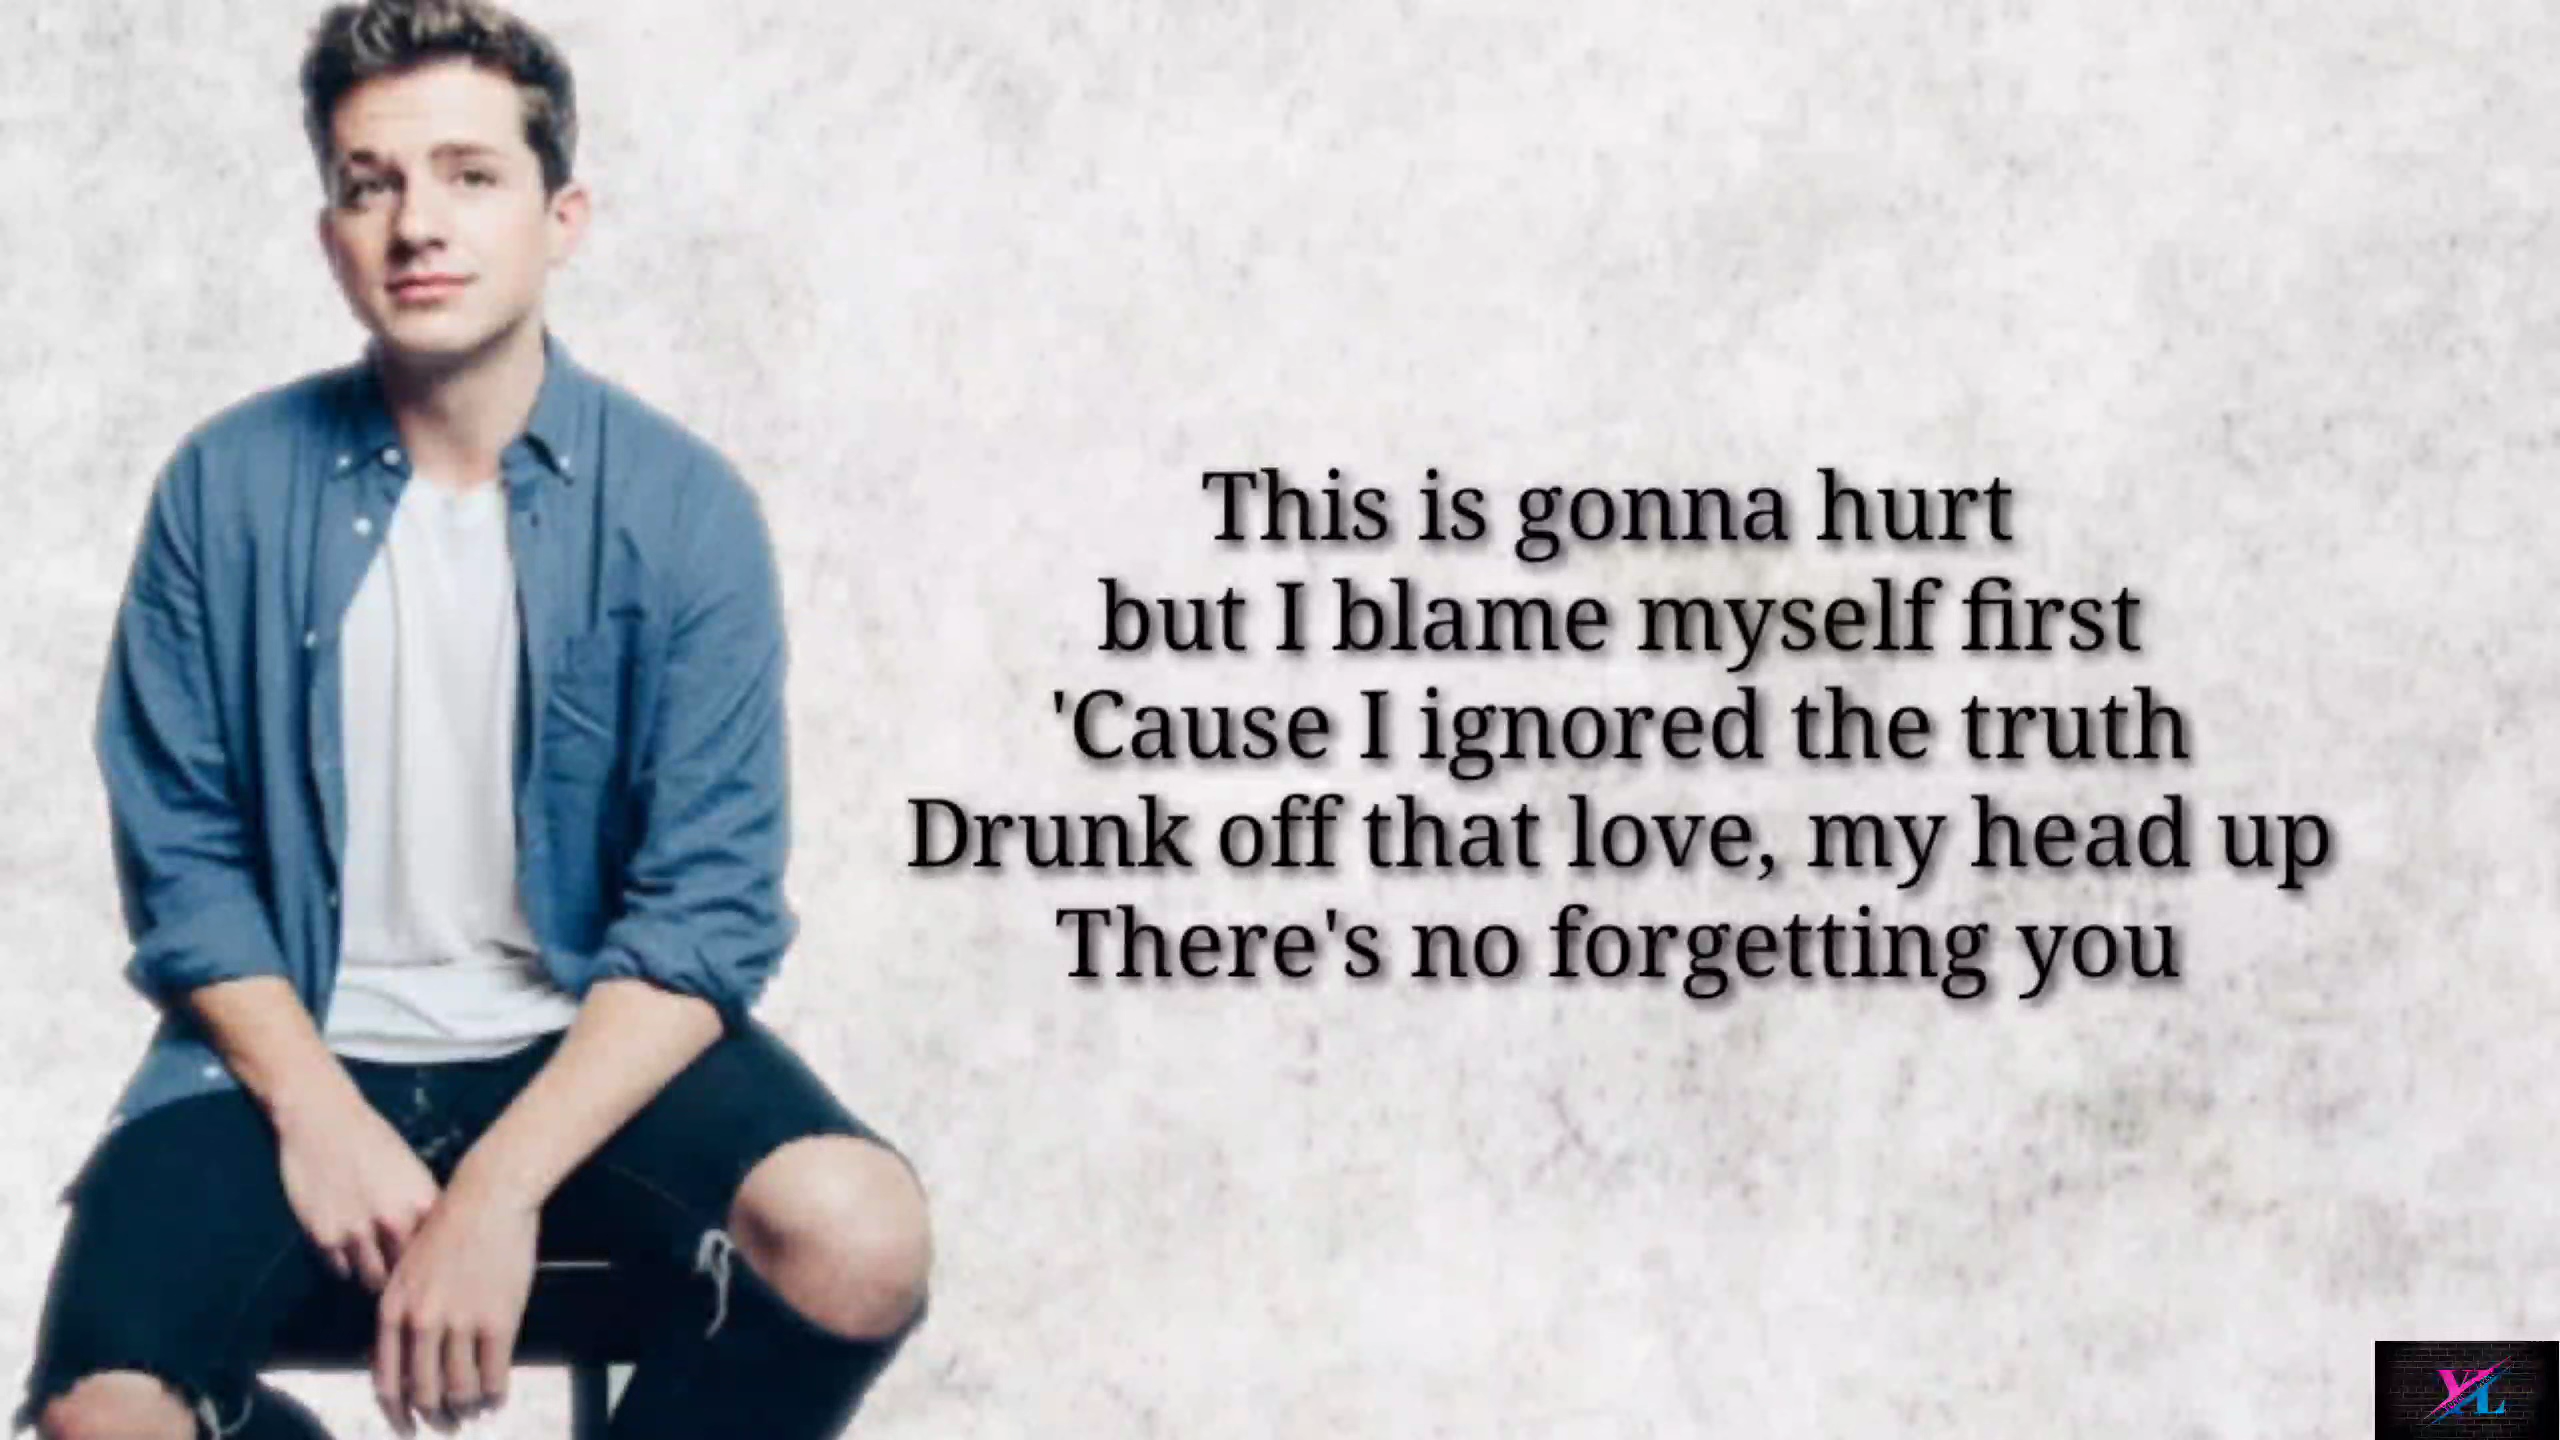 This is gonna hurt
but I blame myself first
'Cause I ignored the truth
Drunk off that love, my head up
There's no forgetting you
YL